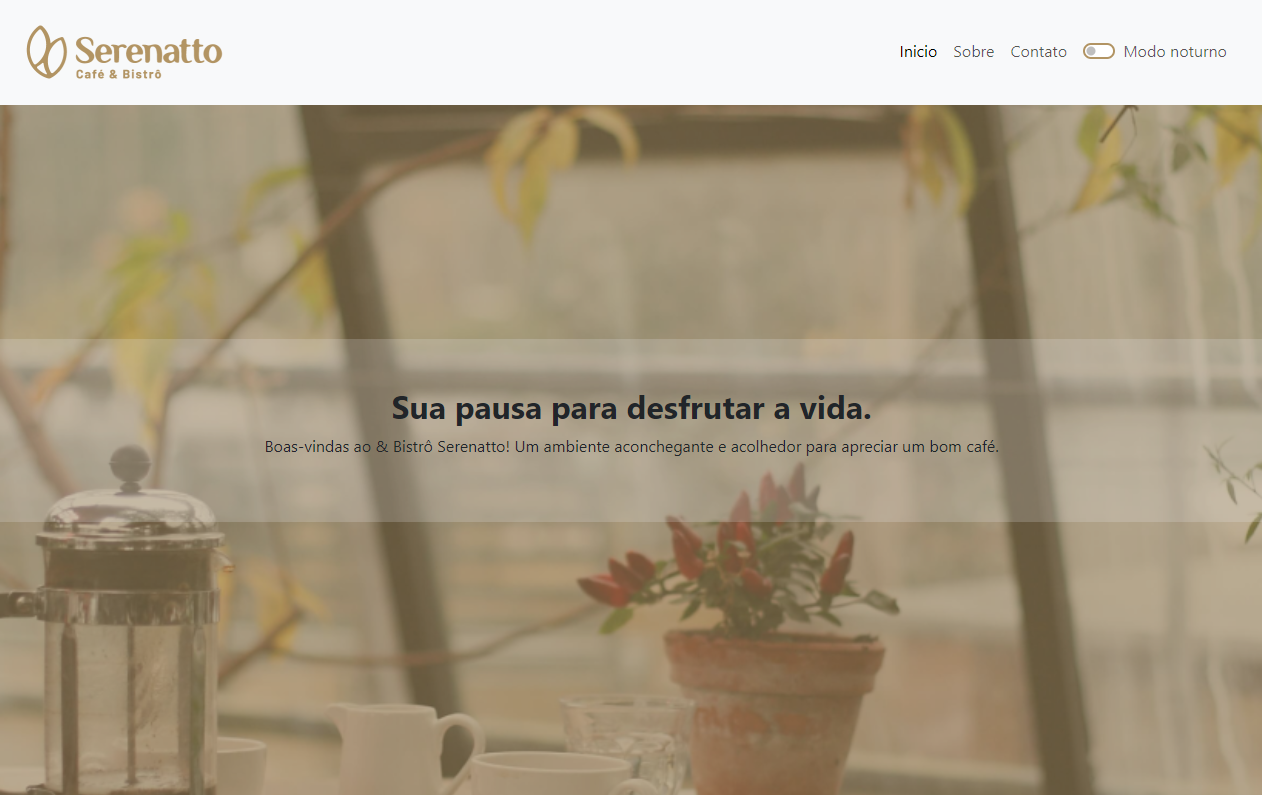 Serenatto
Café & Bistrô
Inicio Sobre Contato Modo noturno
Sua pausa para desfrutar a vida.
Boas-vindas ao & Bistrô Serenatto! Um ambiente aconchegante e acolhedor para apreciar um bom café.